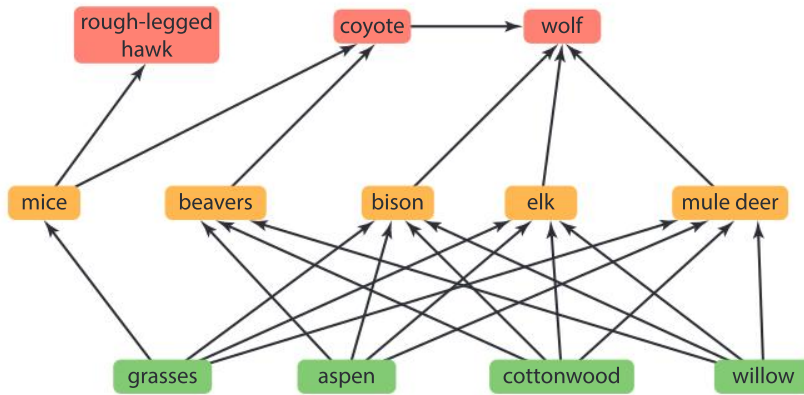 rough-legged
hawk
coyote
wolf
mice
beavers
bison
elk
mule deer
grasses
aspen
cottonwood
willow